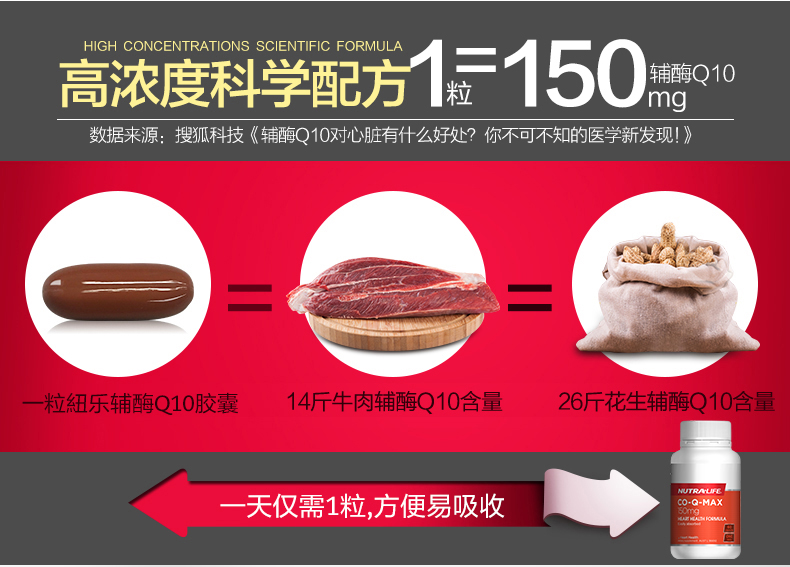 HIGH CONCENTRATIONS SCIENTIFIC FORMULA
高浓度科学配方1粒=150mg辅酶Q10
数据来源：搜狐科技《辅酶Q10对心脏有什么好处？你不可不知的医学新发现！》
=
=
一粒紐乐辅酶Q10胶囊
14斤牛肉辅酶Q10含量
26斤花生辅酶Q10含量
一天仅需1粒,方便易吸收
NUTRA-LIFE
CO-Q-MAX
150mg
HEART HEALTH FORMULA